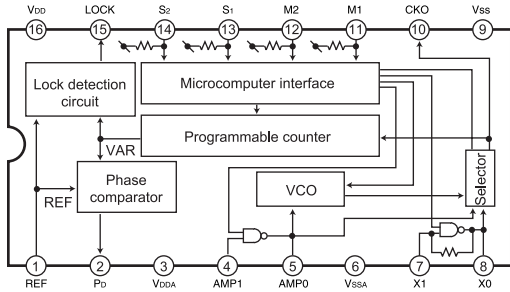 VDD LOCK S2 S1 M2 M1 CKO VSS
16 15 14 13 12 11 10 9
Lock detection
circuit
Microcomputer interface
Programmable counter
VAR
REF
Phase
comparator
VCO
Selector
1 2 3 4 5 6 7 8
REF PD VDDA AMP1 AMP0 VSSA X1 X0